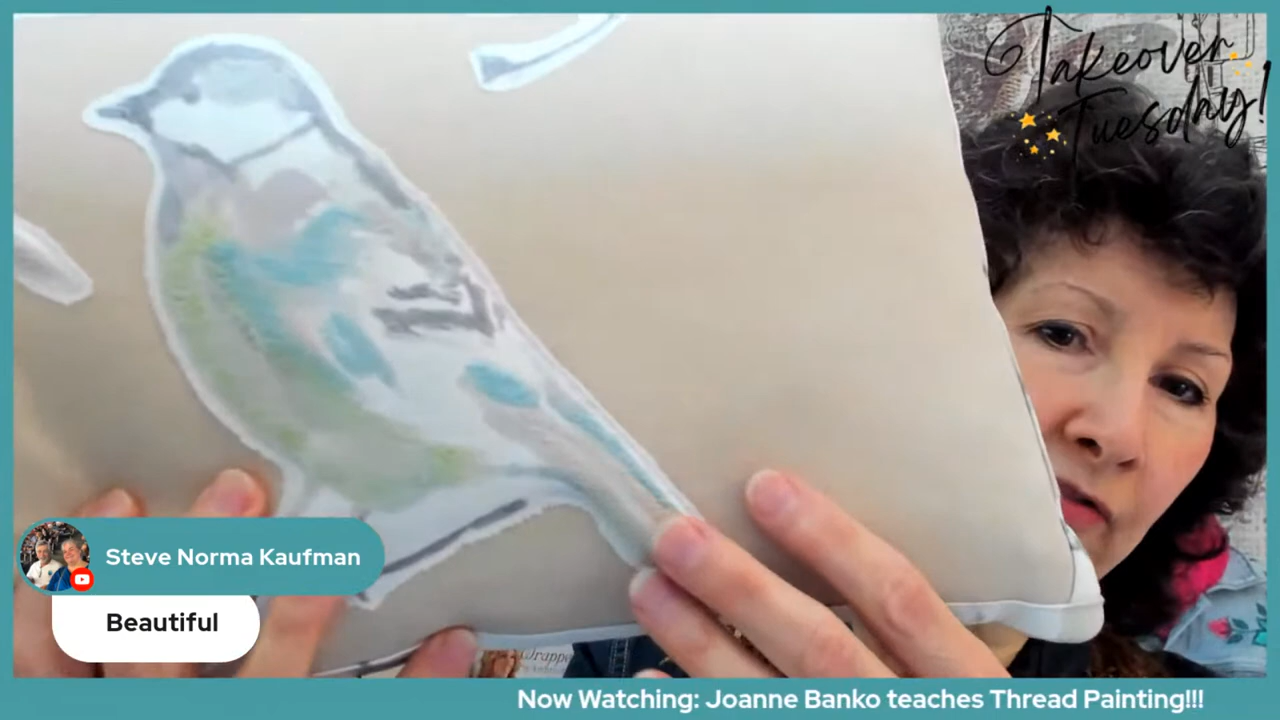 Takeover
Tuesday!
Steve Norma Kaufman
Beautiful
Now Watching: Joanne Banko teaches Thread Painting!!!